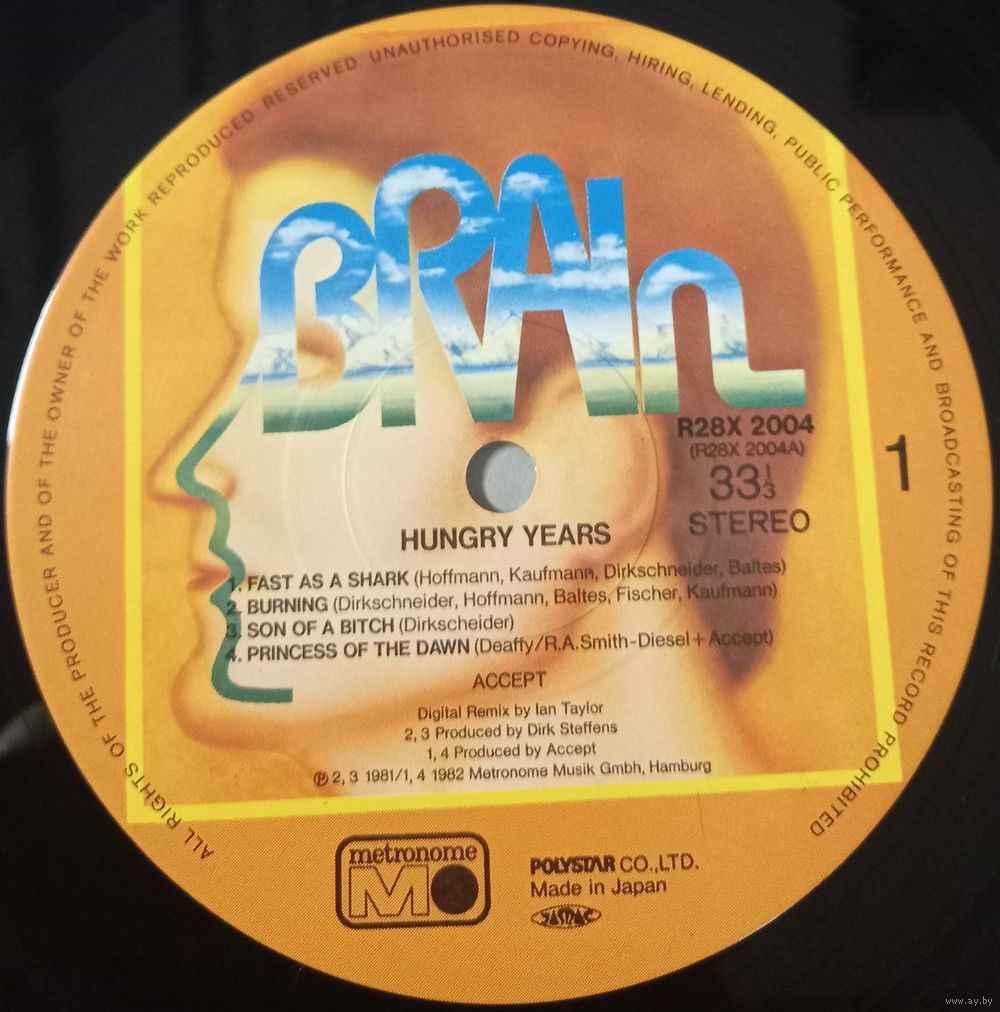 ALL RIGHTS OF THE PRODUCER AND OF THE OWNER OF THE WORK REPRODUCED RESERVED. UNAUTHORISED COPYING, HIRING, LENDING, PUBLIC PERFORMANCE AND BROADCASTING OF THIS RECORD PROHIBITED
BRAIn
R28X 2004
(R28X 2004A)
33⅓
STEREO
1
HUNGRY YEARS
1. FAST AS A SHARK (Hoffmann, Kaufmann, Dirkschneider, Baltes)
2. BURNING (Dirkschneider, Hoffmann, Baltes, Fischer, Kaufmann)
3. SON OF A BITCH (Dirkscheider)
4. PRINCESS OF THE DAWN (Deaffy/R.A.Smith-Diesel+Accept)
ACCEPT
Digital Remix by Ian Taylor
2, 3 Produced by Dirk Steffens
1, 4 Produced by Accept
℗ 2, 3 1981/1, 4 1982 Metronome Musik Gmbh, Hamburg
metronome
M
POLYSTAR CO.,LTD.
Made in Japan
JASRAC
www.ay.by